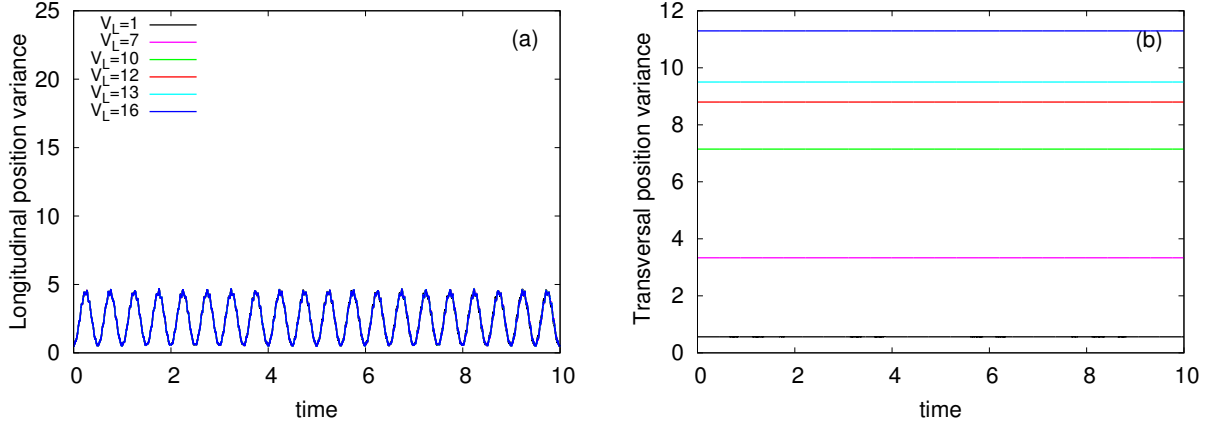 25
20
15
10
5
0
0 2 4 6 8 10
Longitudinal position variance
time
(a)
V_L=1
V_L=7
V_L=10
V_L=12
V_L=13
V_L=16
12
10
8
6
4
2
0
0 2 4 6 8 10
Transversal position variance
time
(b)